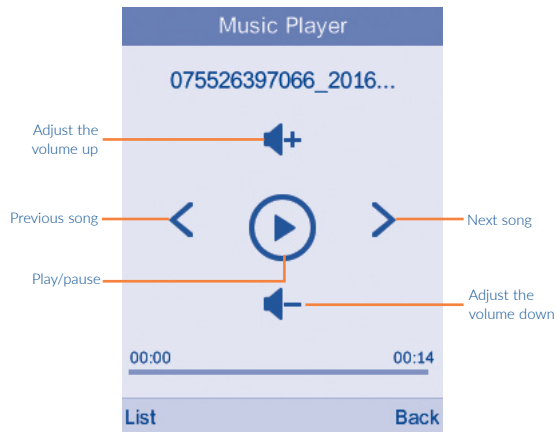 Music Player
075526397066_2016...
Adjust the
volume up
Previous song
Next song
Play/pause
Adjust the
volume down
00:00 00:14
List Back